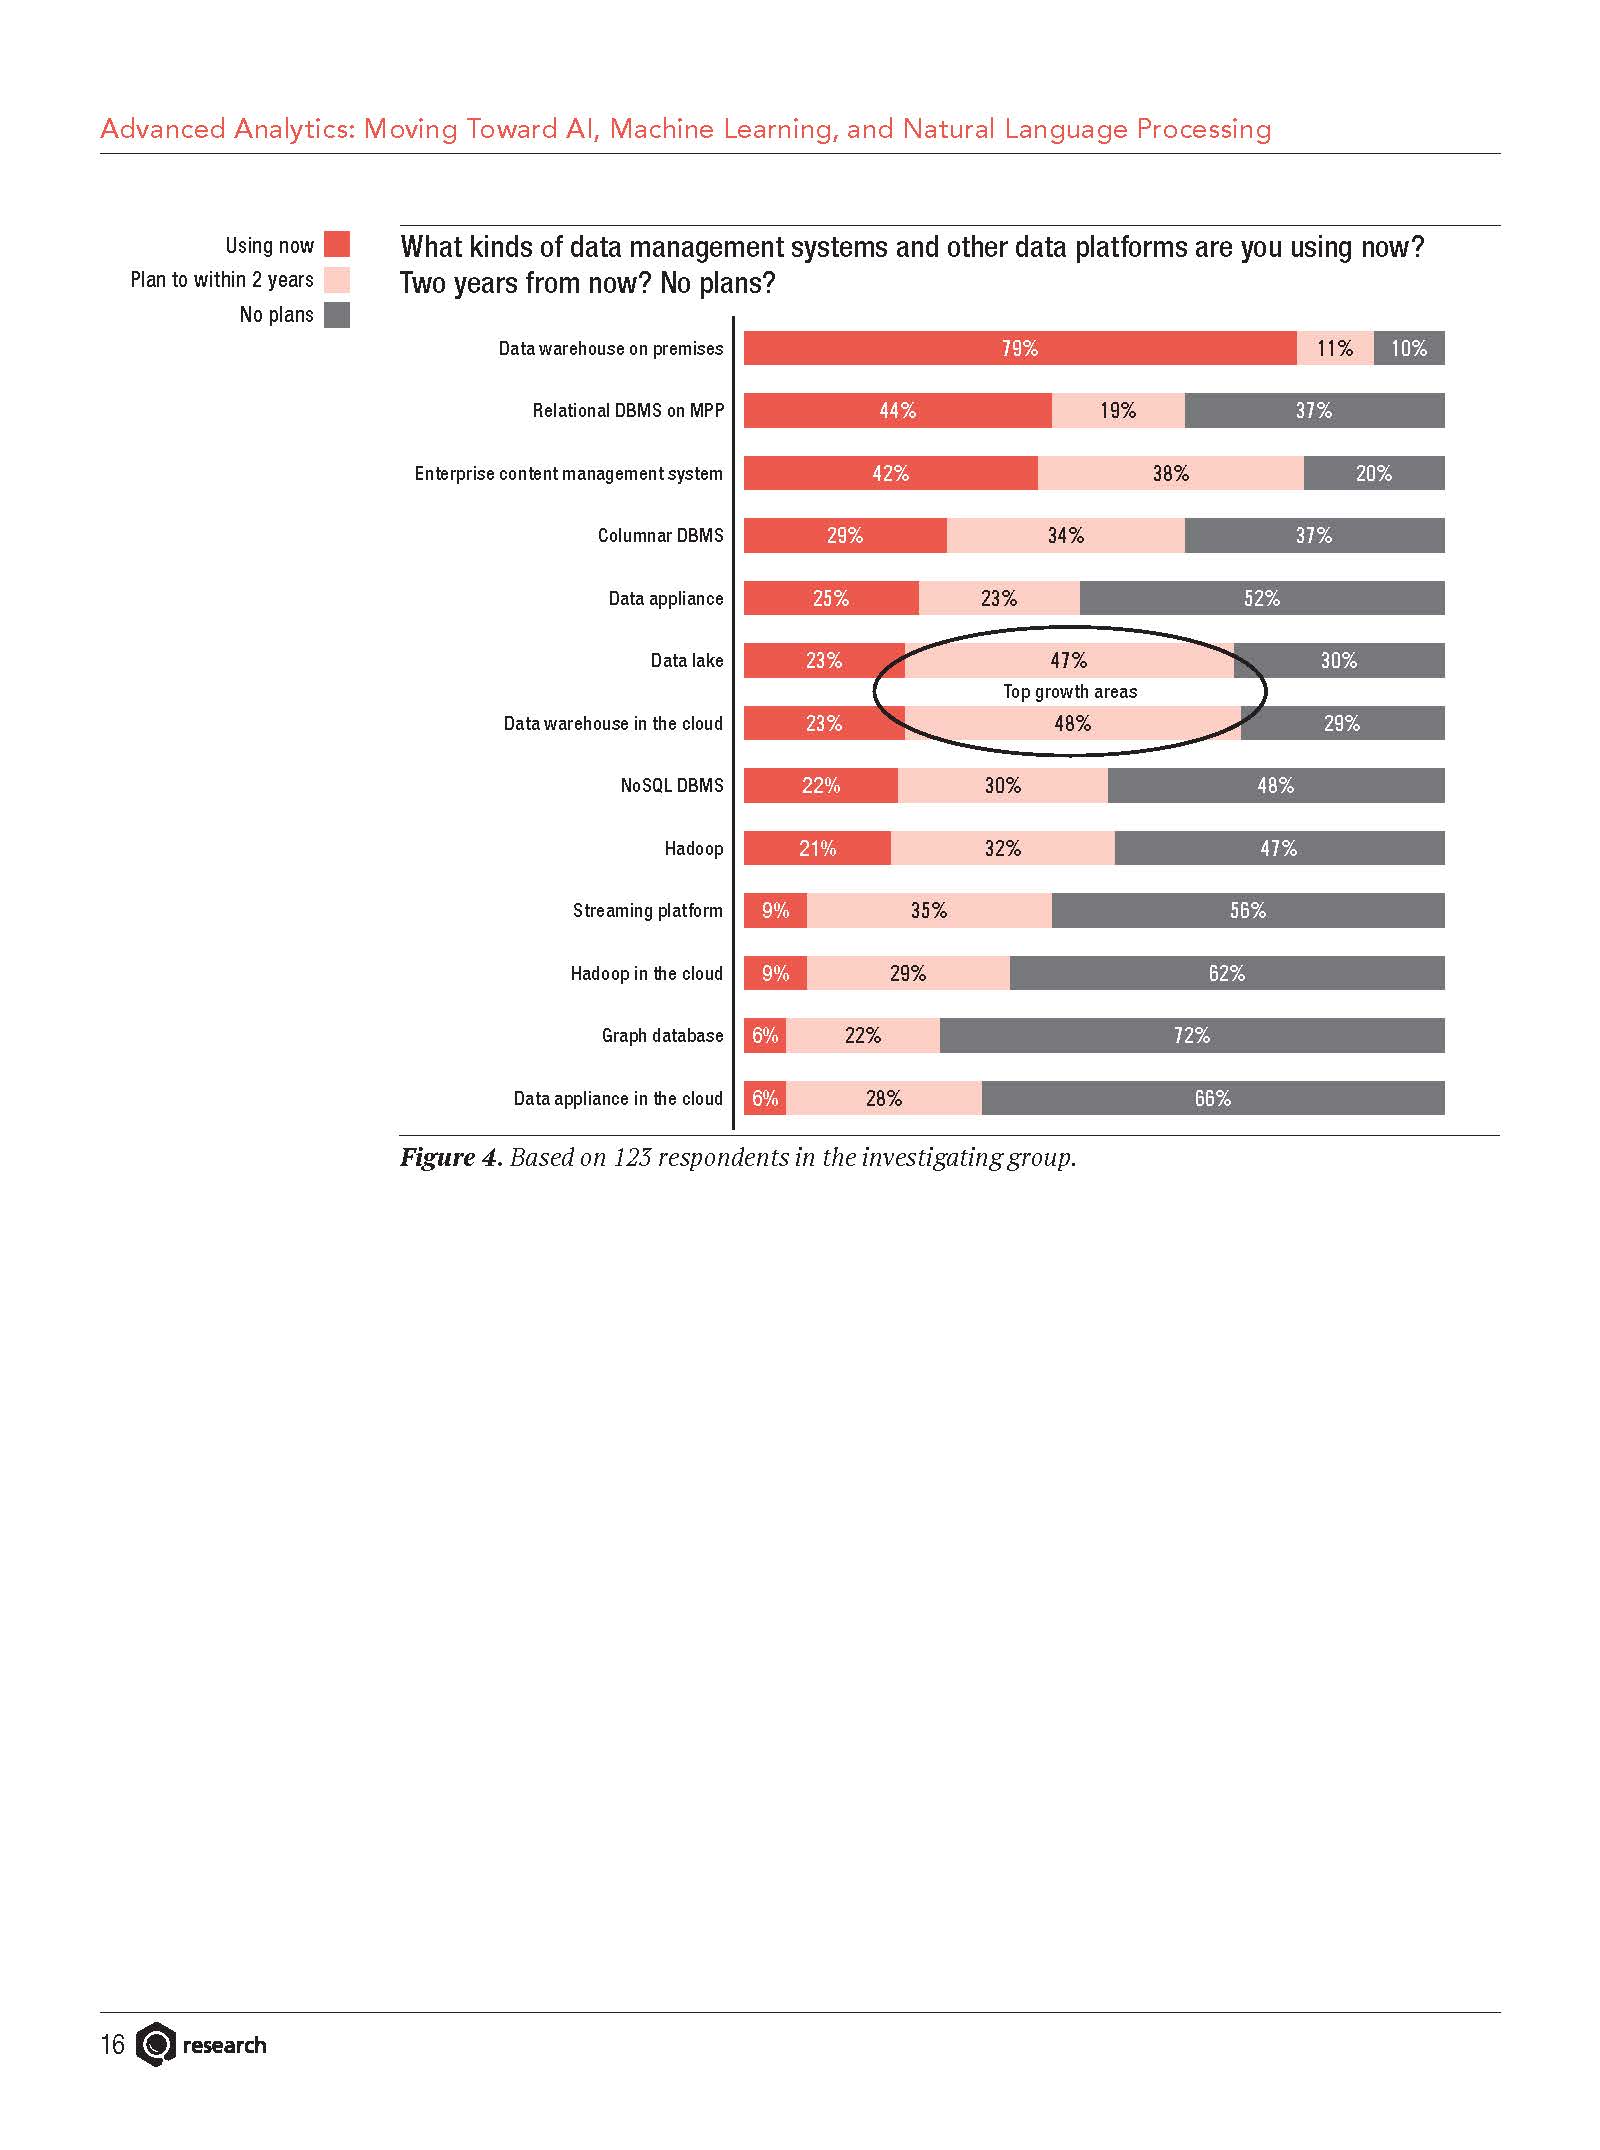 Advanced Analytics: Moving Toward AI, Machine Learning, and Natural Language Processing
Using now
Plan to within 2 years
No plans
What kinds of data management systems and other data platforms are you using now?
Two years from now? No plans?
Data warehouse on premises 79% 11% 10%
Relational DBMS on MPP 44% 19% 37%
Enterprise content management system 42% 38% 20%
Columnar DBMS 29% 34% 37%
Data appliance 25% 23% 52%
Data lake 23% 47% 30%
Top growth areas
Data warehouse in the cloud 23% 48% 29%
NoSQL DBMS 22% 30% 48%
Hadoop 21% 32% 47%
Streaming platform 9% 35% 56%
Hadoop in the cloud 9% 29% 62%
Graph database 6% 22% 72%
Data appliance in the cloud 6% 28% 66%
Figure 4. Based on 123 respondents in the investigating group.
16 research